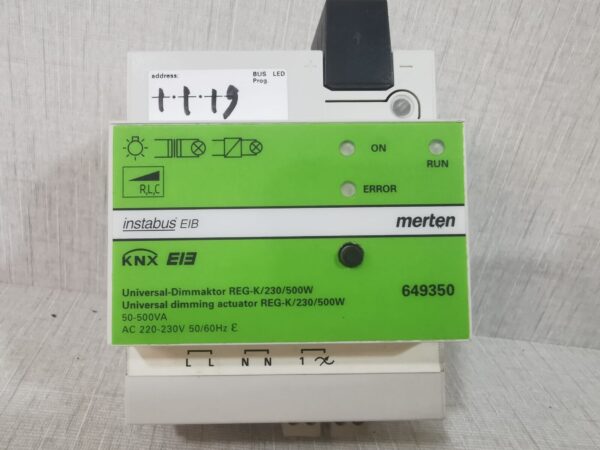 address:
BUS LED
Prog.
1.1.19
+ −
ON
RUN
R,L,C
ERROR
instabus EIB
merten
KNX EIB
Universal-Dimmaktor REG-K/230/500W
649350
Universal dimming actuator REG-K/230/500W
50-500VA
AC 220-230V 50/60Hz ε
L L N N 1